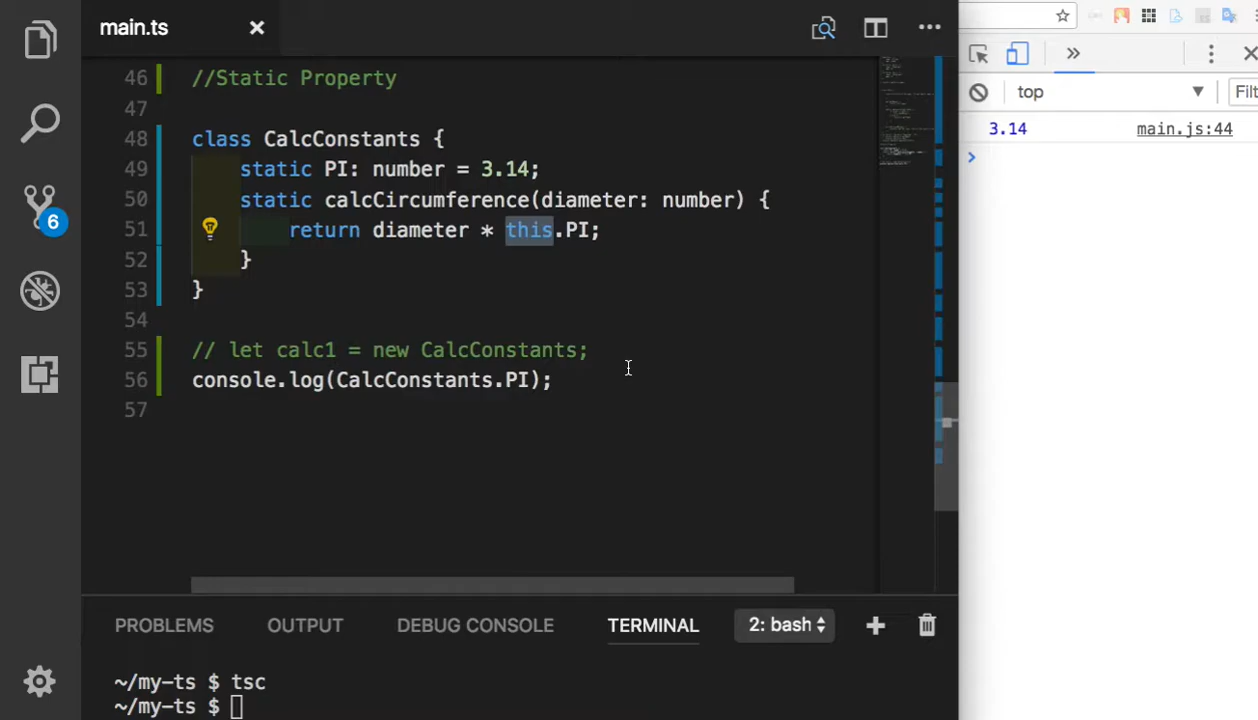 main.ts
46 //Static Property
47
48 class CalcConstants {
49 static PI: number = 3.14;
50 static calcCircumference(diameter: number) {
51 return diameter * this.PI;
52 }
53 }
54
55 // let calc1 = new CalcConstants;
56 console.log(CalcConstants.PI);
57
6
PROBLEMS OUTPUT DEBUG CONSOLE TERMINAL 2: bash
~/my-ts $ tsc
~/my-ts $
top Filt
3.14 main.js:44